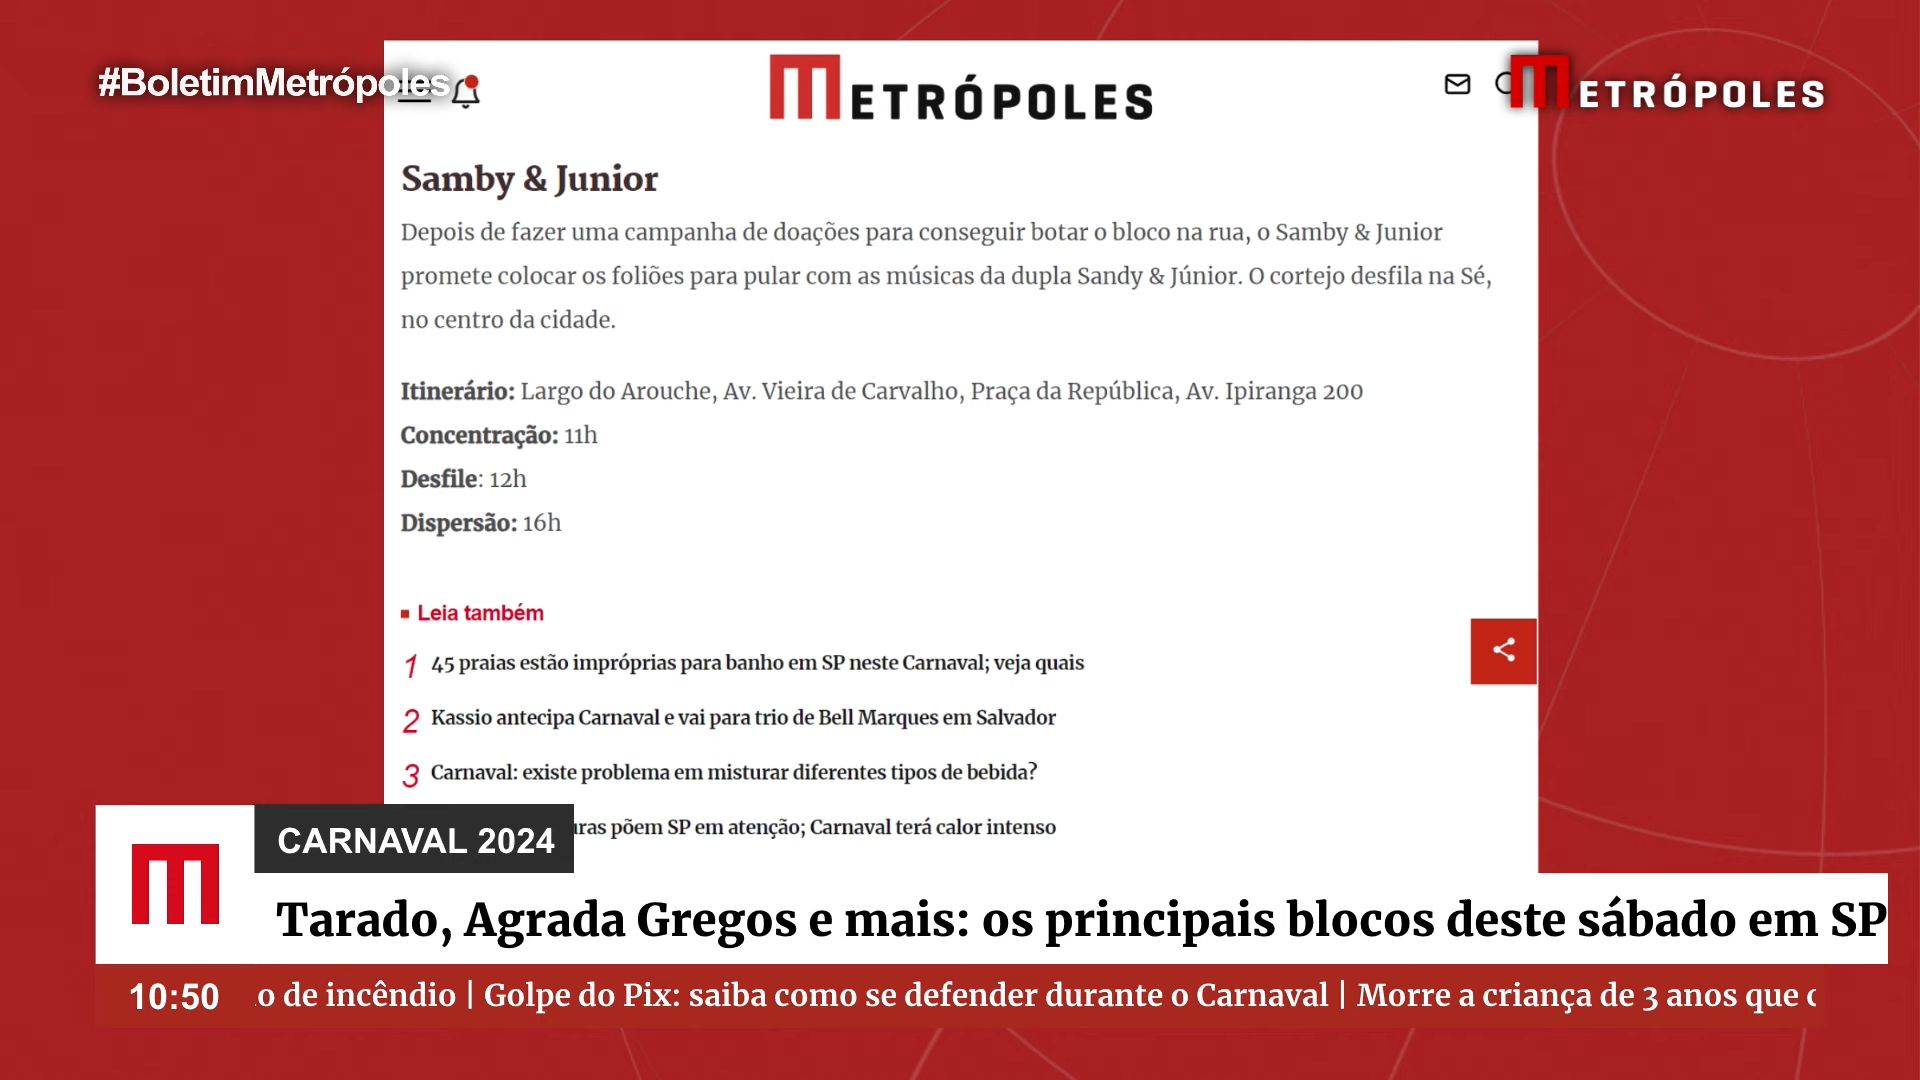 #BoletimMetrópoles
METRÓPOLES
METRÓPOLES
Samby & Junior
Depois de fazer uma campanha de doações para conseguir botar o bloco na rua, o Samby & Junior
promete colocar os foliões para pular com as músicas da dupla Sandy & Júnior. O cortejo desfila na Sé,
no centro da cidade.
Itinerário: Largo do Arouche, Av. Vieira de Carvalho, Praça da República, Av. Ipiranga 200
Concentração: 11h
Desfile: 12h
Dispersão: 16h
Leia também
1 45 praias estão impróprias para banho em SP neste Carnaval; veja quais
2 Kassio antecipa Carnaval e vai para trio de Bell Marques em Salvador
3 Carnaval: existe problema em misturar diferentes tipos de bebida?
põem SP em atenção; Carnaval terá calor intenso
CARNAVAL 2024
M
Tarado, Agrada Gregos e mais: os principais blocos deste sábado em SP
10:50 de incêndio | Golpe do Pix: saiba como se defender durante o Carnaval | Morre a criança de 3 anos que